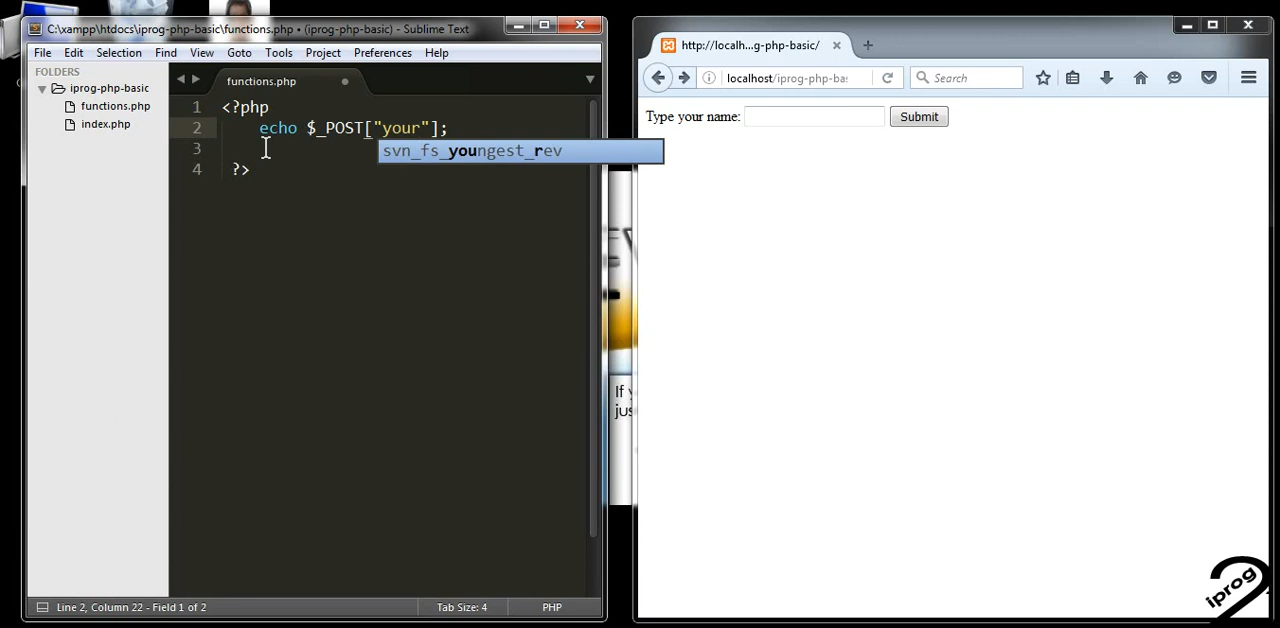 C:\xampp\htdocs\iprog-php-basic\functions.php • (iprog-php-basic) - Sublime Text
File Edit Selection Find View Goto Tools Project Preferences Help
FOLDERS
iprog-php-basic
functions.php
index.php
functions.php
1 <?php
2 echo $_POST["your"];
3
4 ?>
svn_fs_youngest_rev
Line 2, Column 22 - Field 1 of 2
Tab Size: 4
PHP
If
jus
http://localh...g-php-basic/
localhost/iprog-php-ba
Search
Type your name:
Submit
iprog